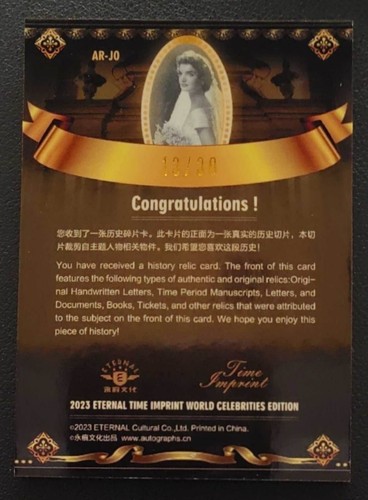 AR-JO
12/30
Congratulations !
您收到了一张历史碎片卡。此卡片的正面为一张真实的历史切片，本切
片裁剪自主题人物相关物件。我们希望您喜欢这段历史！
You have received a history relic card. The front of this card
features the following types of authentic and original relics:Origi-
nal Handwritten Letters, Time Period Manuscripts, Letters, and
Documents, Books, Tickets, and other relics that were attributed
to the subject on the front of this card. We hope you enjoy this
piece of history!
ETERNAL
E
永痕文化
Time
Imprint
2023 ETERNAL TIME IMPRINT WORLD CELEBRITIES EDITION
©2023 ETERNAL Cultural Co.,Ltd. Printed in China.
©永痕文化出品 www.autographs.cn